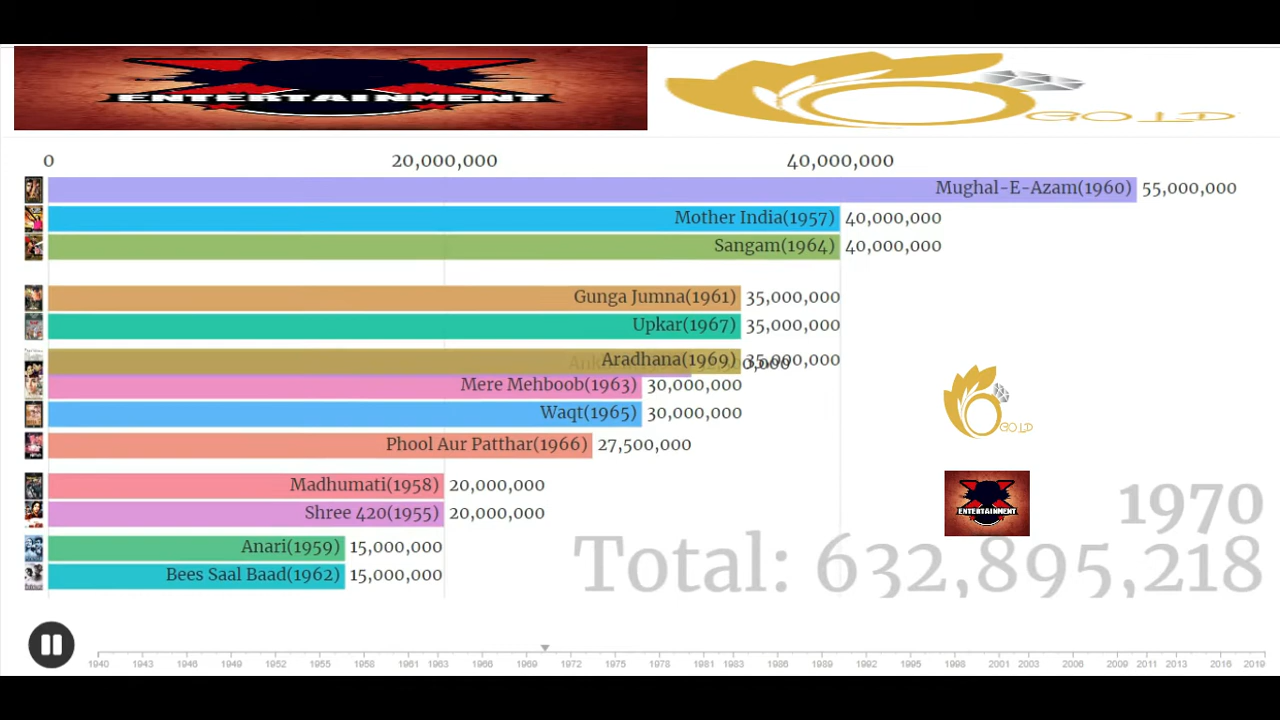 ENTERTAINMENT
GOLD
0 20,000,000 40,000,000
Mughal-E-Azam(1960) 55,000,000
Mother India(1957) 40,000,000
Sangam(1964) 40,000,000
Gunga Jumna(1961) 35,000,000
Upkar(1967) 35,000,000
Aradhana(1969) 35,000,000
Mere Mehboob(1963) 30,000,000
Waqt(1965) 30,000,000
Phool Aur Patthar(1966) 27,500,000
Madhumati(1958) 20,000,000
Shree 420(1955) 20,000,000
Anari(1959) 15,000,000
Bees Saal Baad(1962) 15,000,000
GOLD
ENTERTAINMENT
1970
Total: 632,895,218
1940 1943 1946 1949 1952 1955 1958 1961 1963 1966 1969 1972 1975 1978 1981 1983 1986 1989 1992 1995 1998 2001 2003 2006 2009 2011 2013 2016 2019